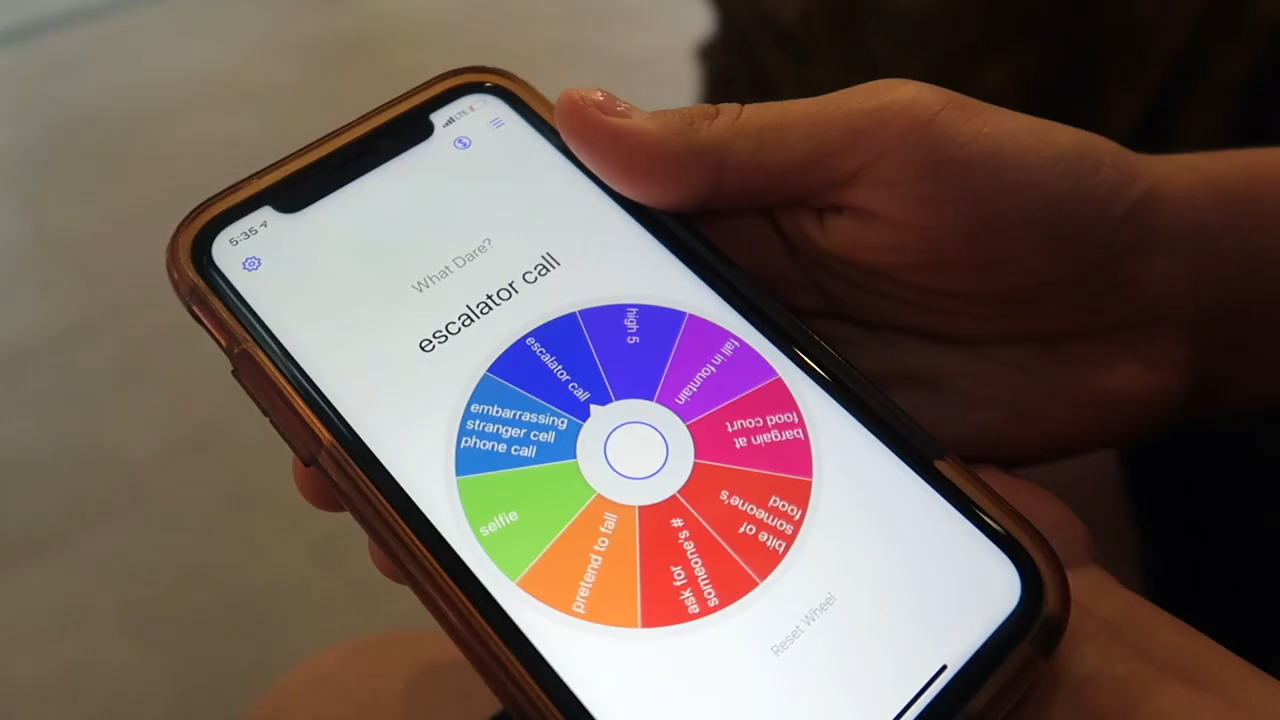 5:35
LTE
What Dare?
escalator call
high 5
fall in fountain
bargain at
food court
bite of
someone's
food
ask for
someone's #
pretend to fall
selfie
embarrassing
stranger cell
phone call
escalator call
Reset Wheel